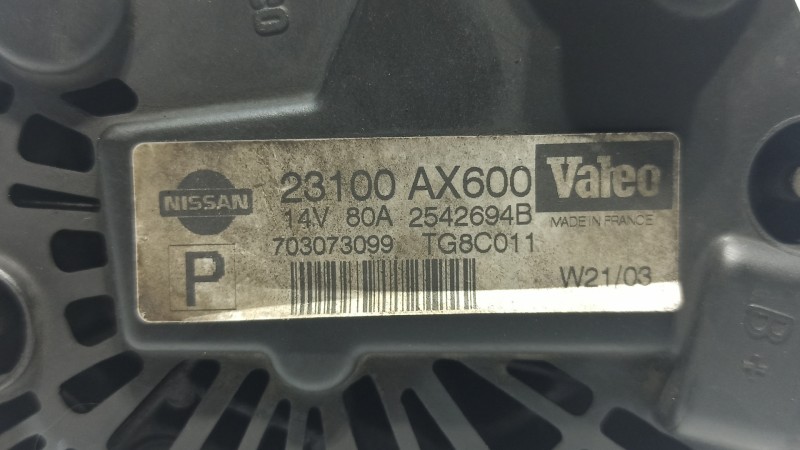 NISSAN
23100 AX600
Valeo
14V 80A 2542694B
MADE IN FRANCE
703073099 TG8C011
P
W21/03
B+